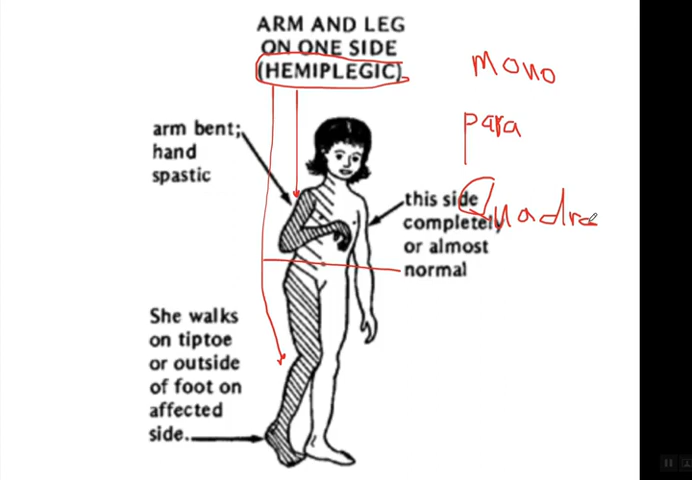 ARM AND LEG
ON ONE SIDE
(HEMIPLEGIC)
mono
para
Quadra
arm bent;
hand
spastic
this side
completely
or almost
normal
She walks
on tiptoe
or outside
of foot on
affected
side.